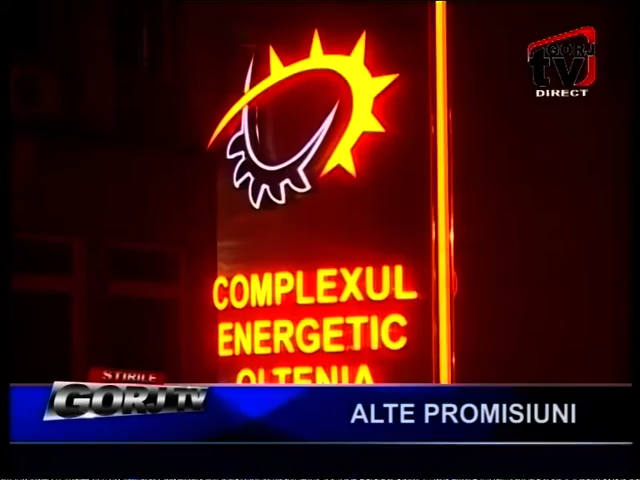 GORJ
tv
DIRECT
COMPLEXUL
ENERGETIC
OLTENIA
ȘTIRILE
GORJ TV
ALTE PROMISIUNI